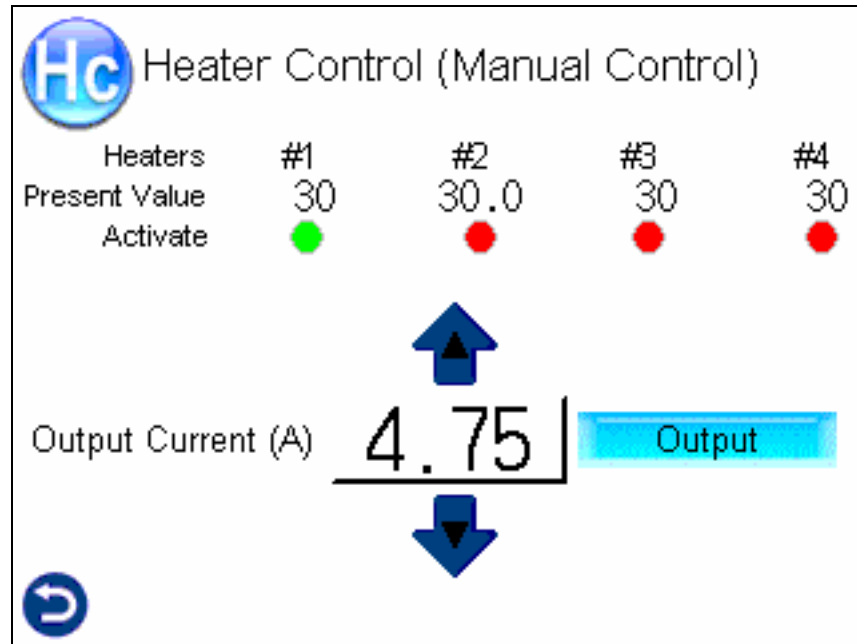 Hc Heater Control (Manual Control)
Heaters #1 #2 #3 #4
Present Value 30 30.0 30 30
Activate
Output Current (A) 4.75 Output